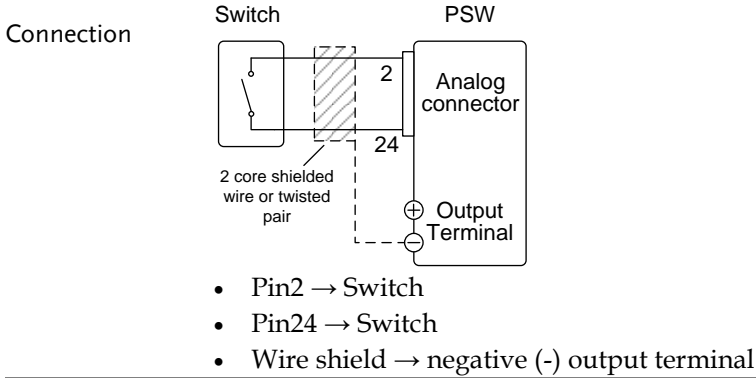 Connection
Switch
PSW
2
Analog
connector
24
2 core shielded
wire or twisted
pair
+
Output
Terminal
−
• Pin2 → Switch
• Pin24 → Switch
• Wire shield → negative (-) output terminal